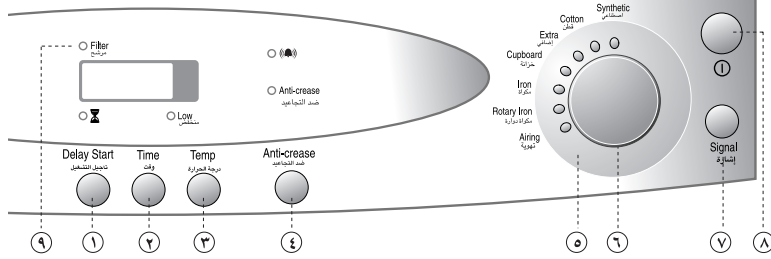 Filter
مرشح
Low
منخفض
Anti-crease
ضد التجاعيد
Delay Start
تاجيل التشغيل
Time
وقت
Temp
درجة الحرارة
Anti-crease
ضد التجاعيد
Synthetic
اصطناعي
Cotton
قطن
Extra
إضافي
Cupboard
خزانة
Iron
مكواة
Rotary Iron
مكواة دوارة
Airing
تهوية
Signal
إشارة
٩
١
٢
٣
٤
٥
٦
٧
٨